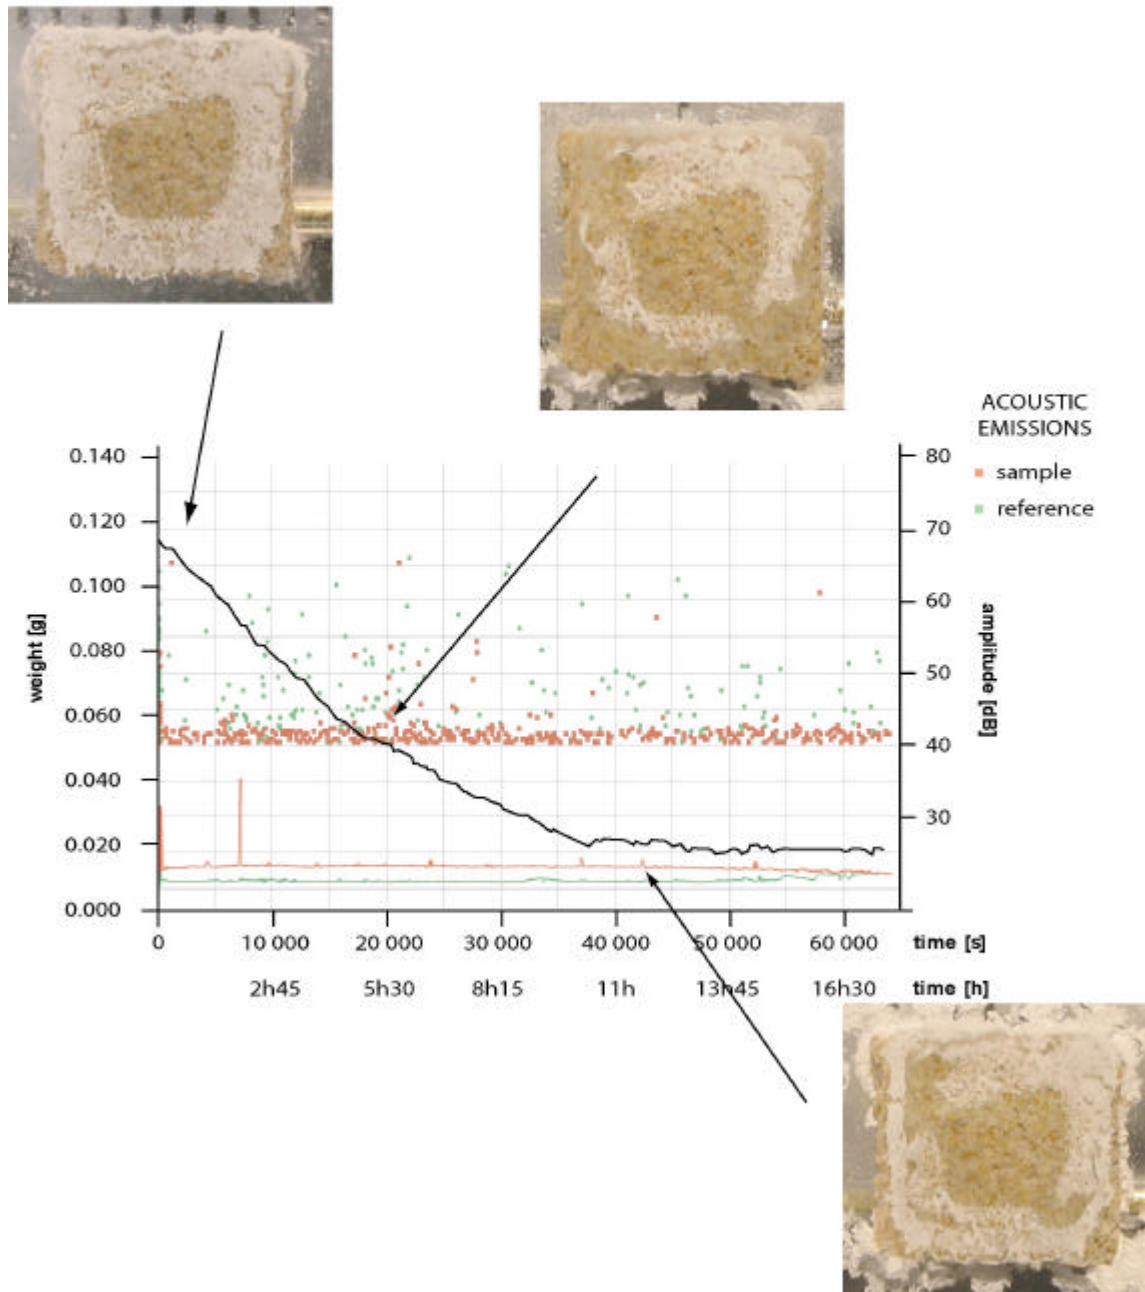 ACOUSTIC
EMISSIONS
sample
reference
0.140
0.120
0.100
0.080
0.060
0.040
0.020
0.000
weight [g]
80
70
60
50
40
30
amplitude [dB]
0 10 000 20 000 30 000 40 000 50 000 60 000 time [s]
2h45 5h30 8h15 11h 13h45 16h30 time [h]